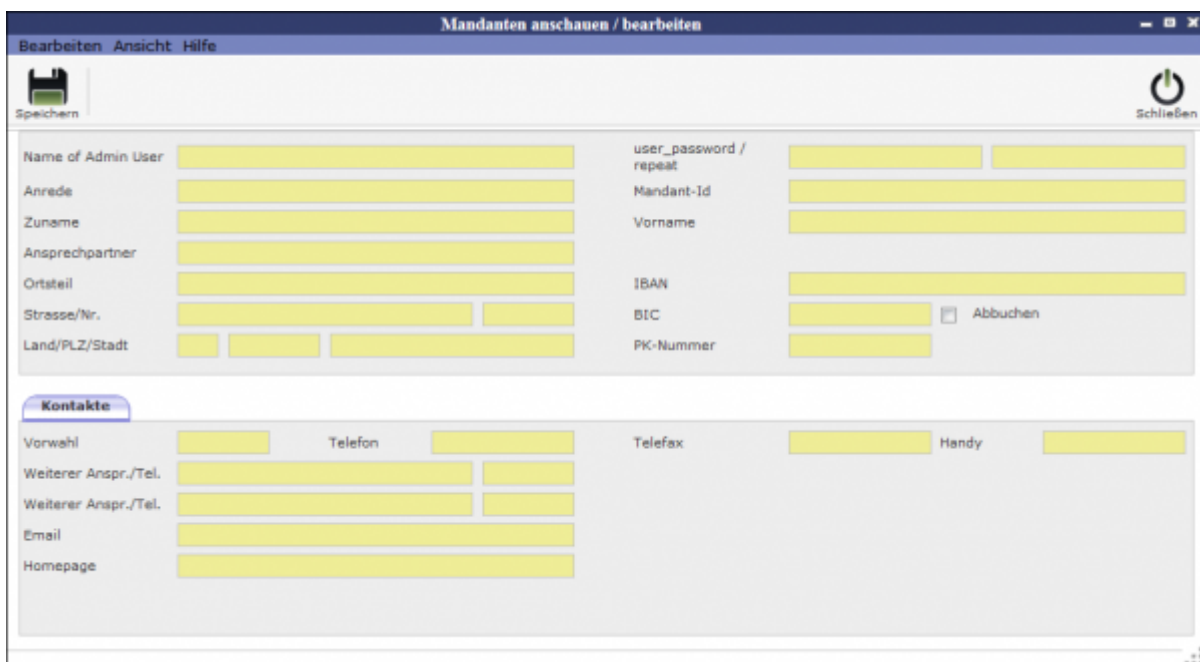 Mandanten anschauen / bearbeiten
Bearbeiten Ansicht Hilfe
Speichern
Schließen
Name of Admin User
user_password /
repeat
Anrede
Mandant-Id
Zuname
Vorname
Ansprechpartner
Ortsteil
IBAN
Strasse/Nr.
BIC
Abbuchen
Land/PLZ/Stadt
PK-Nummer
Kontakte
Vorwahl
Telefon
Telefax
Handy
Weiterer Anspr./Tel.
Weiterer Anspr./Tel.
Email
Homepage